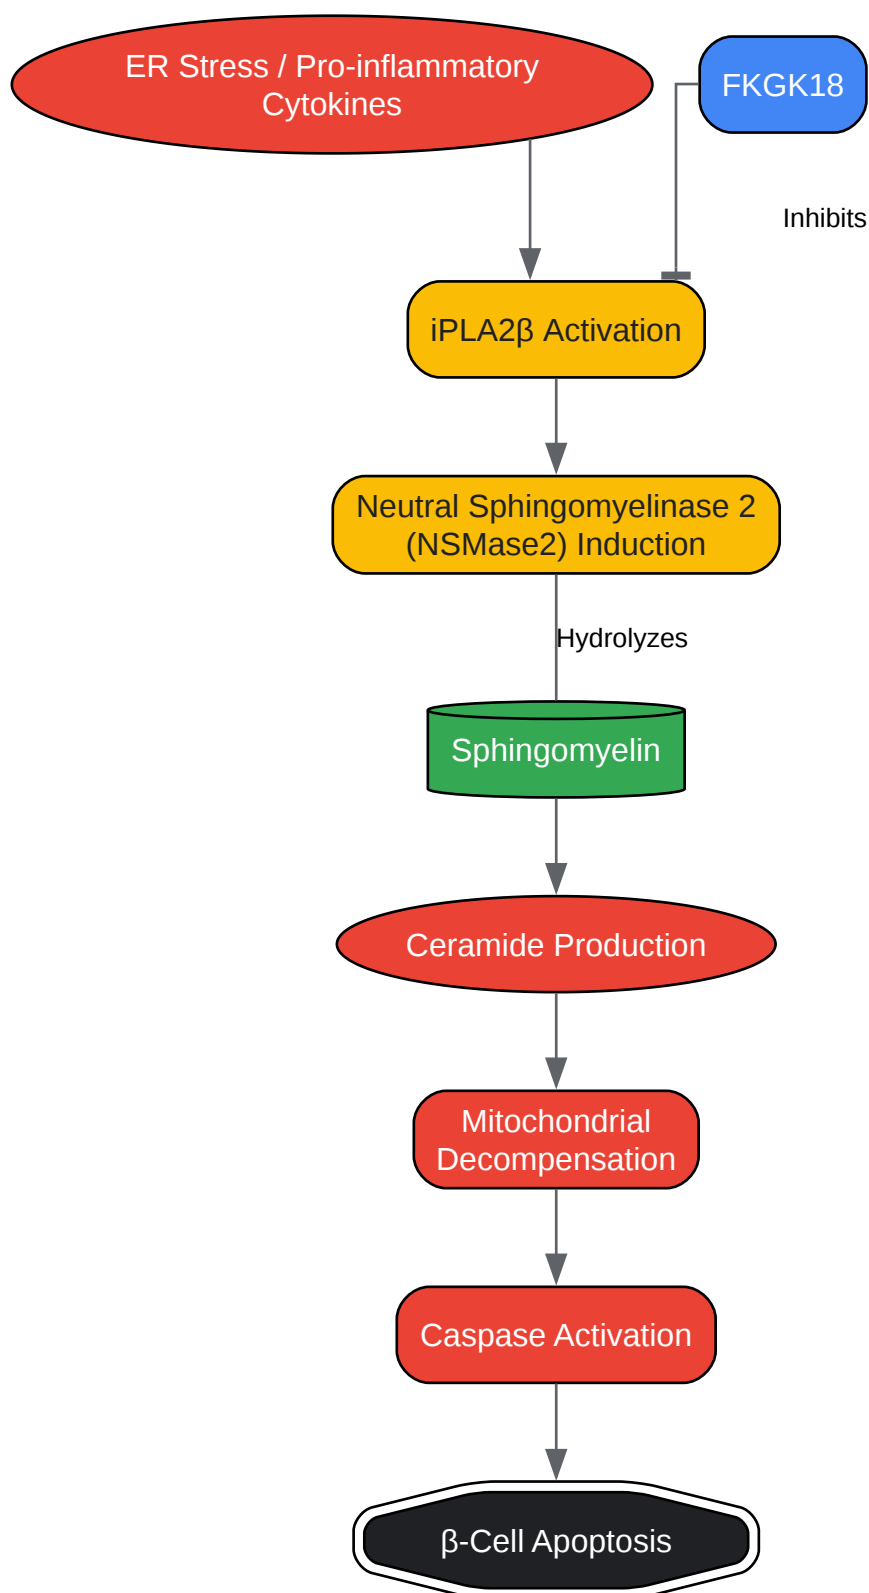 ER Stress / Pro-inflammatory
Cytokines
FKGK18
Inhibits
iPLA2β Activation
Neutral Sphingomyelinase 2
(NSMase2) Induction
Hydrolyzes
Sphingomyelin
Ceramide Production
Mitochondrial
Decompensation
Caspase Activation
β-Cell Apoptosis